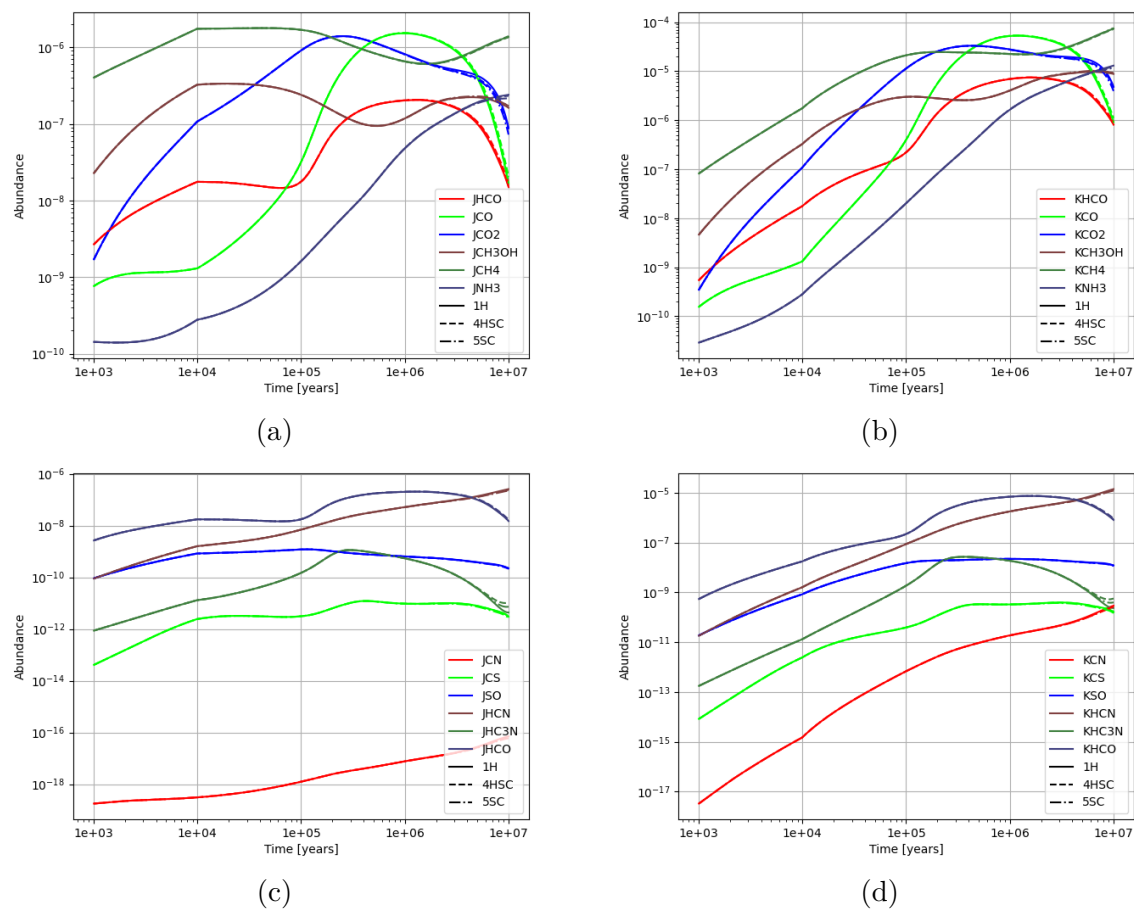 10⁻⁶
10⁻⁷
10⁻⁸
10⁻⁹
10⁻¹⁰
Abundance
JHCO
JCO
JCO2
JCH3OH
JCH4
JNH3
1H
4HSC
5SC
1e+03 1e+04 1e+05 1e+06 1e+07
Time [years]
(a)
10⁻⁴
10⁻⁵
10⁻⁶
10⁻⁷
10⁻⁸
10⁻⁹
10⁻¹⁰
Abundance
KHCO
KCO
KCO2
KCH3OH
KCH4
KNH3
1H
4HSC
5SC
1e+03 1e+04 1e+05 1e+06 1e+07
Time [years]
(b)
10⁻⁶
10⁻⁸
10⁻¹⁰
10⁻¹²
10⁻¹⁴
10⁻¹⁶
10⁻¹⁸
Abundance
JCN
JCS
JSO
JHCN
JHC3N
JHCO
1H
4HSC
5SC
1e+03 1e+04 1e+05 1e+06 1e+07
Time [years]
(c)
10⁻⁵
10⁻⁷
10⁻⁹
10⁻¹¹
10⁻¹³
10⁻¹⁵
10⁻¹⁷
Abundance
KCN
KCS
KSO
KHCN
KHC3N
KHCO
1H
4HSC
5SC
1e+03 1e+04 1e+05 1e+06 1e+07
Time [years]
(d)